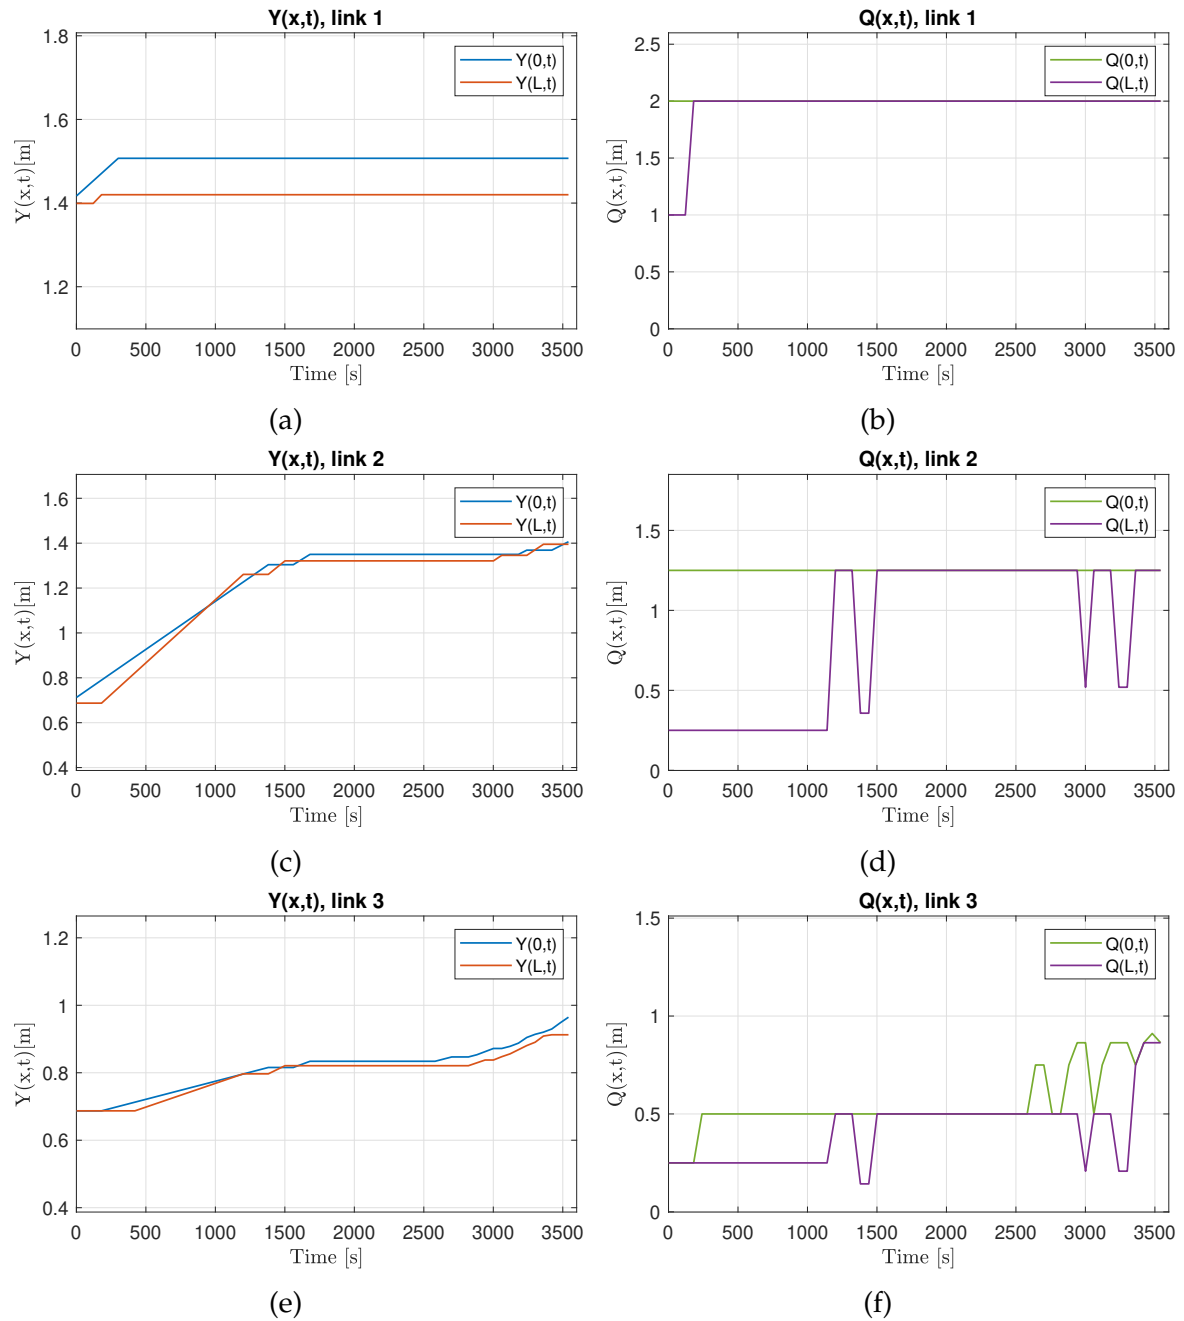 Y(x,t), link 1
Y(x,t)[m]
1.8
1.6
1.4
1.2
Y(0,t)
Y(L,t)
0 500 1000 1500 2000 2500 3000 3500
Time [s]
(a)
Q(x,t), link 1
Q(x,t)[m]
2.5
2
1.5
1
0.5
0
Q(0,t)
Q(L,t)
0 500 1000 1500 2000 2500 3000 3500
Time [s]
(b)
Y(x,t), link 2
Y(x,t)[m]
1.6
1.4
1.2
1
0.8
0.6
0.4
Y(0,t)
Y(L,t)
0 500 1000 1500 2000 2500 3000 3500
Time [s]
(c)
Q(x,t), link 2
Q(x,t)[m]
1.5
1
0.5
0
Q(0,t)
Q(L,t)
0 500 1000 1500 2000 2500 3000 3500
Time [s]
(d)
Y(x,t), link 3
Y(x,t)[m]
1.2
1
0.8
0.6
0.4
Y(0,t)
Y(L,t)
0 500 1000 1500 2000 2500 3000 3500
Time [s]
(e)
Q(x,t), link 3
Q(x,t)[m]
1.5
1
0.5
0
Q(0,t)
Q(L,t)
0 500 1000 1500 2000 2500 3000 3500
Time [s]
(f)